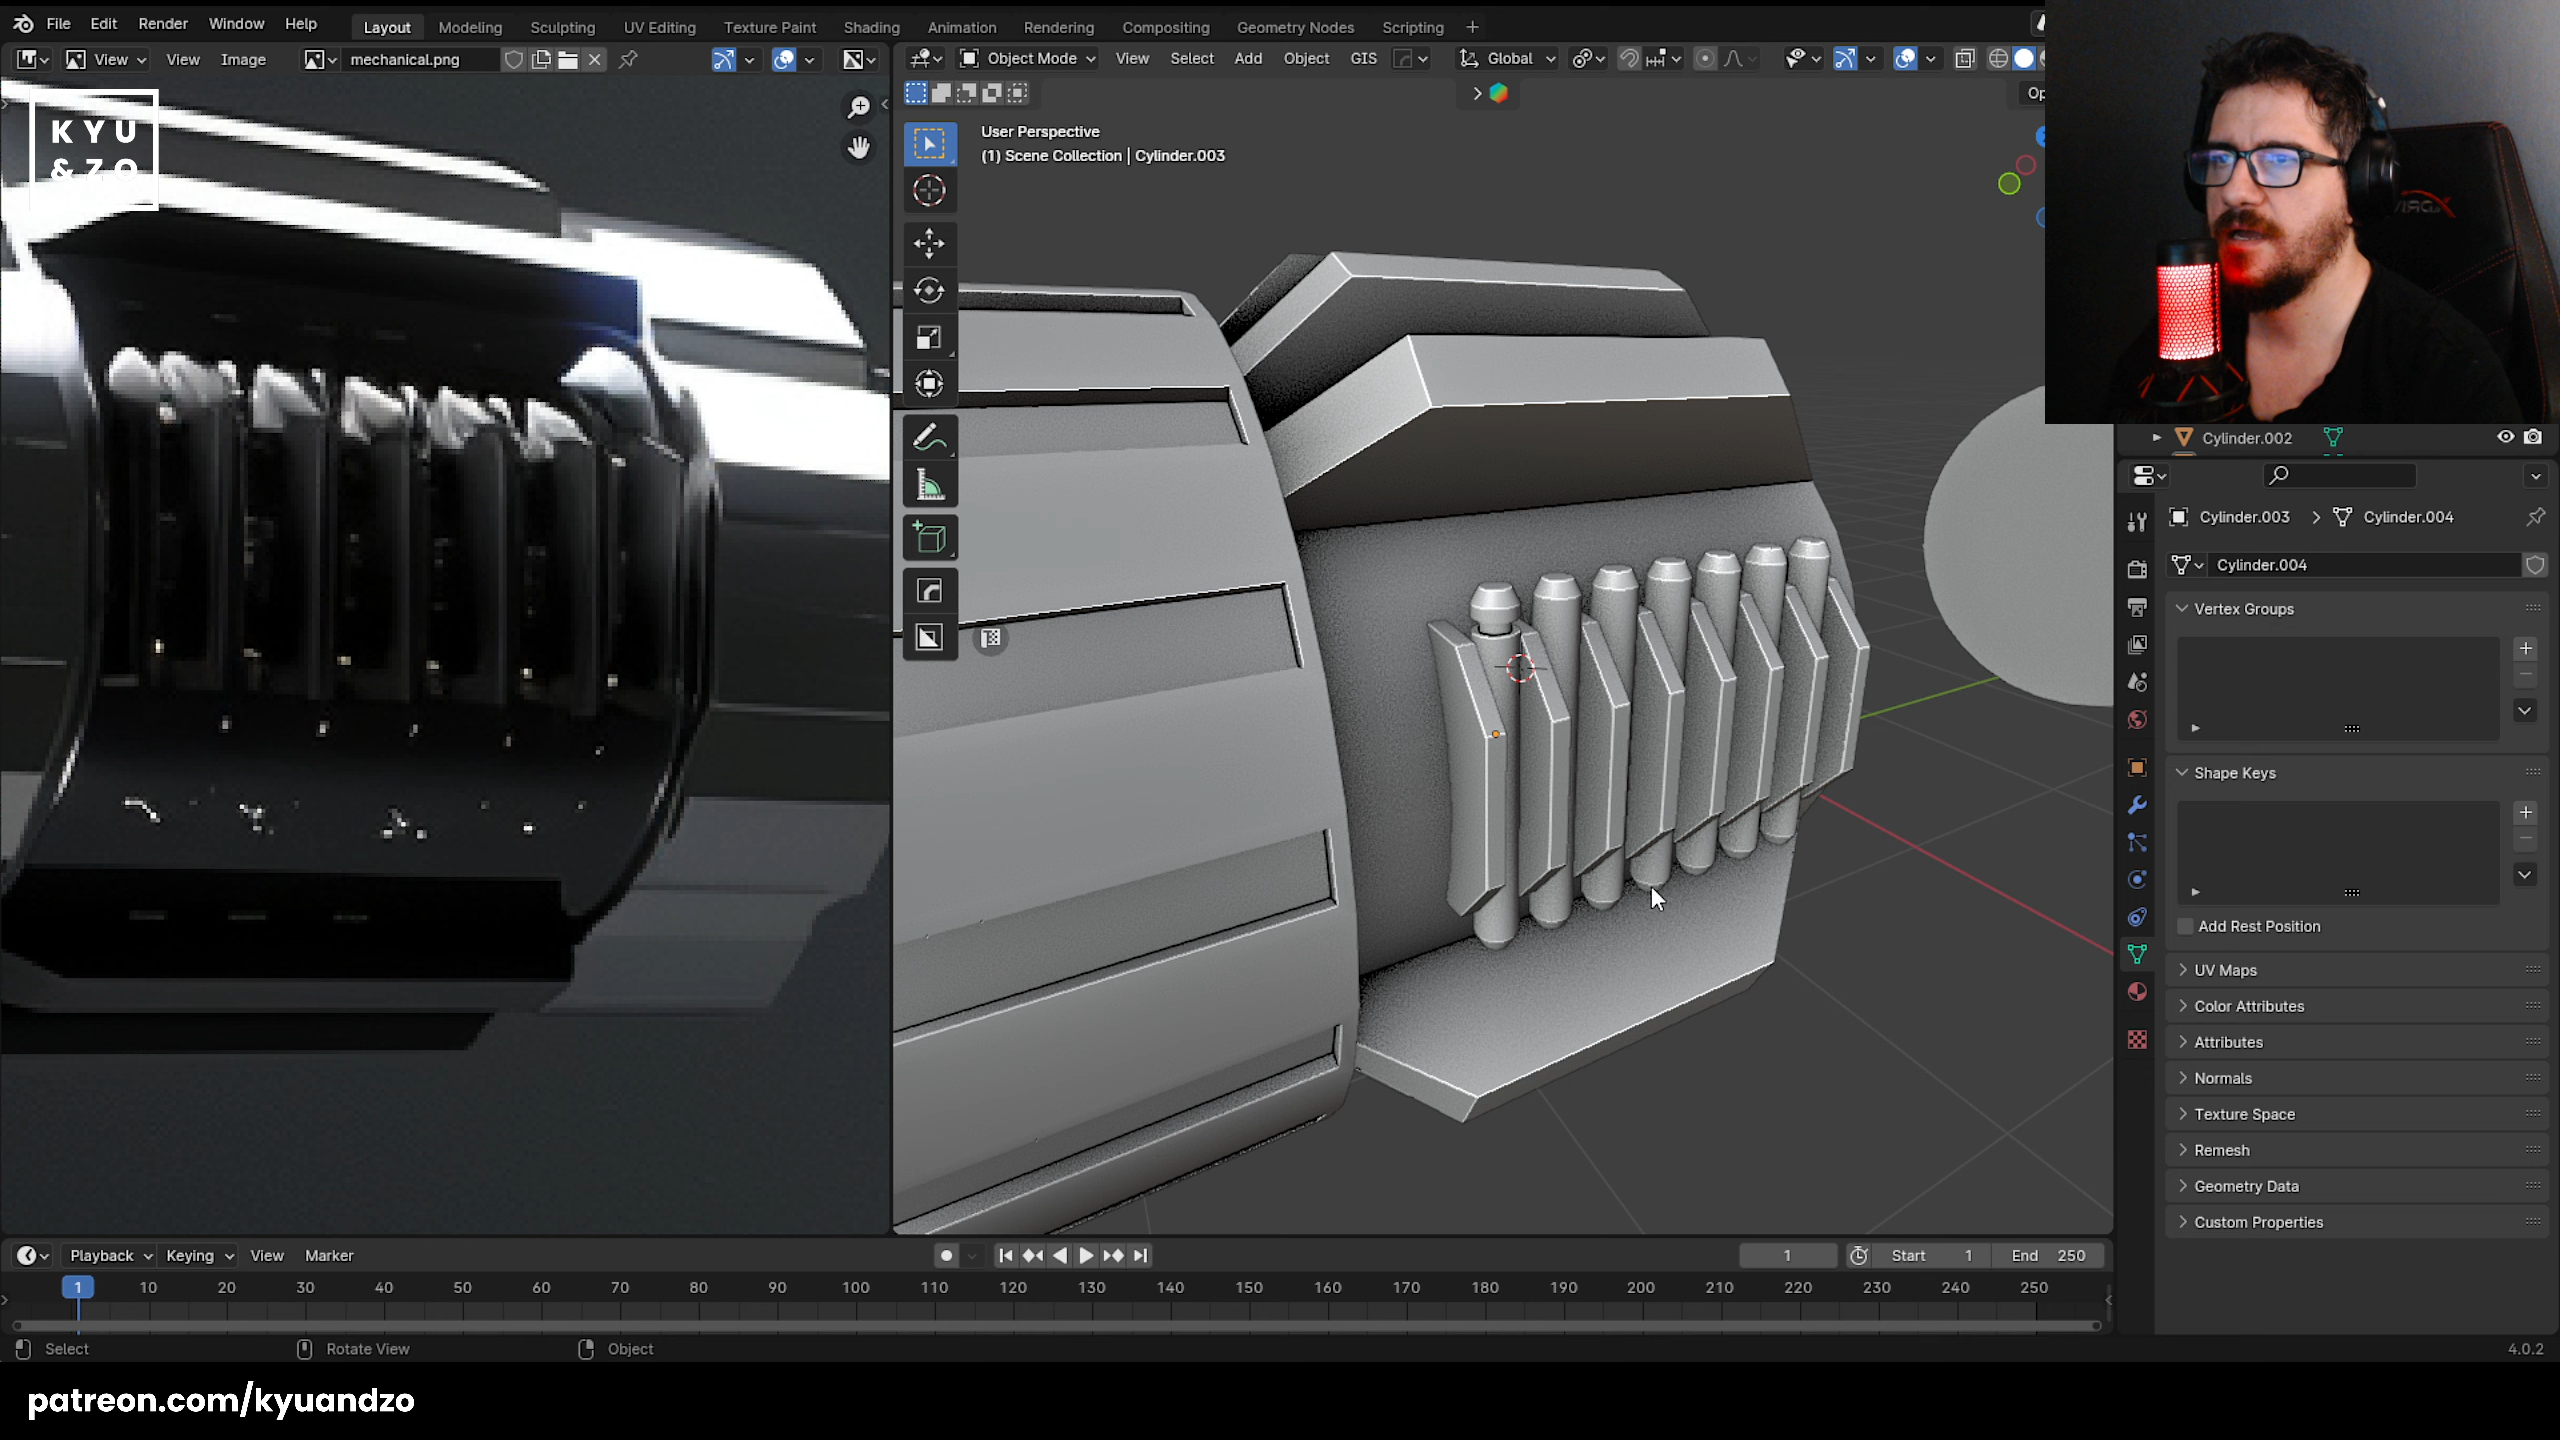 File Edit Render Window Help Layout Modeling Sculpting UV Editing Texture Paint Shading Animation Rendering Compositing Geometry Nodes Scripting
View View Image mechanical.png Object Mode View Select Add Object GIS Global
KYU
& ZO
User Perspective
(1) Scene Collection | Cylinder.003
Cylinder.002
Cylinder.003 Cylinder.004
Cylinder.004
Vertex Groups
Shape Keys
Add Rest Position
UV Maps
Color Attributes
Attributes
Normals
Texture Space
Remesh
Geometry Data
Custom Properties
Playback Keying View Marker 1 Start 1 End 250
1 10 20 30 40 50 60 70 80 90 100 110 120 130 140 150 160 170 180 190 200 210 220 230 240 250
Select Rotate View Object 4.0.2
patreon.com/kyuandzo